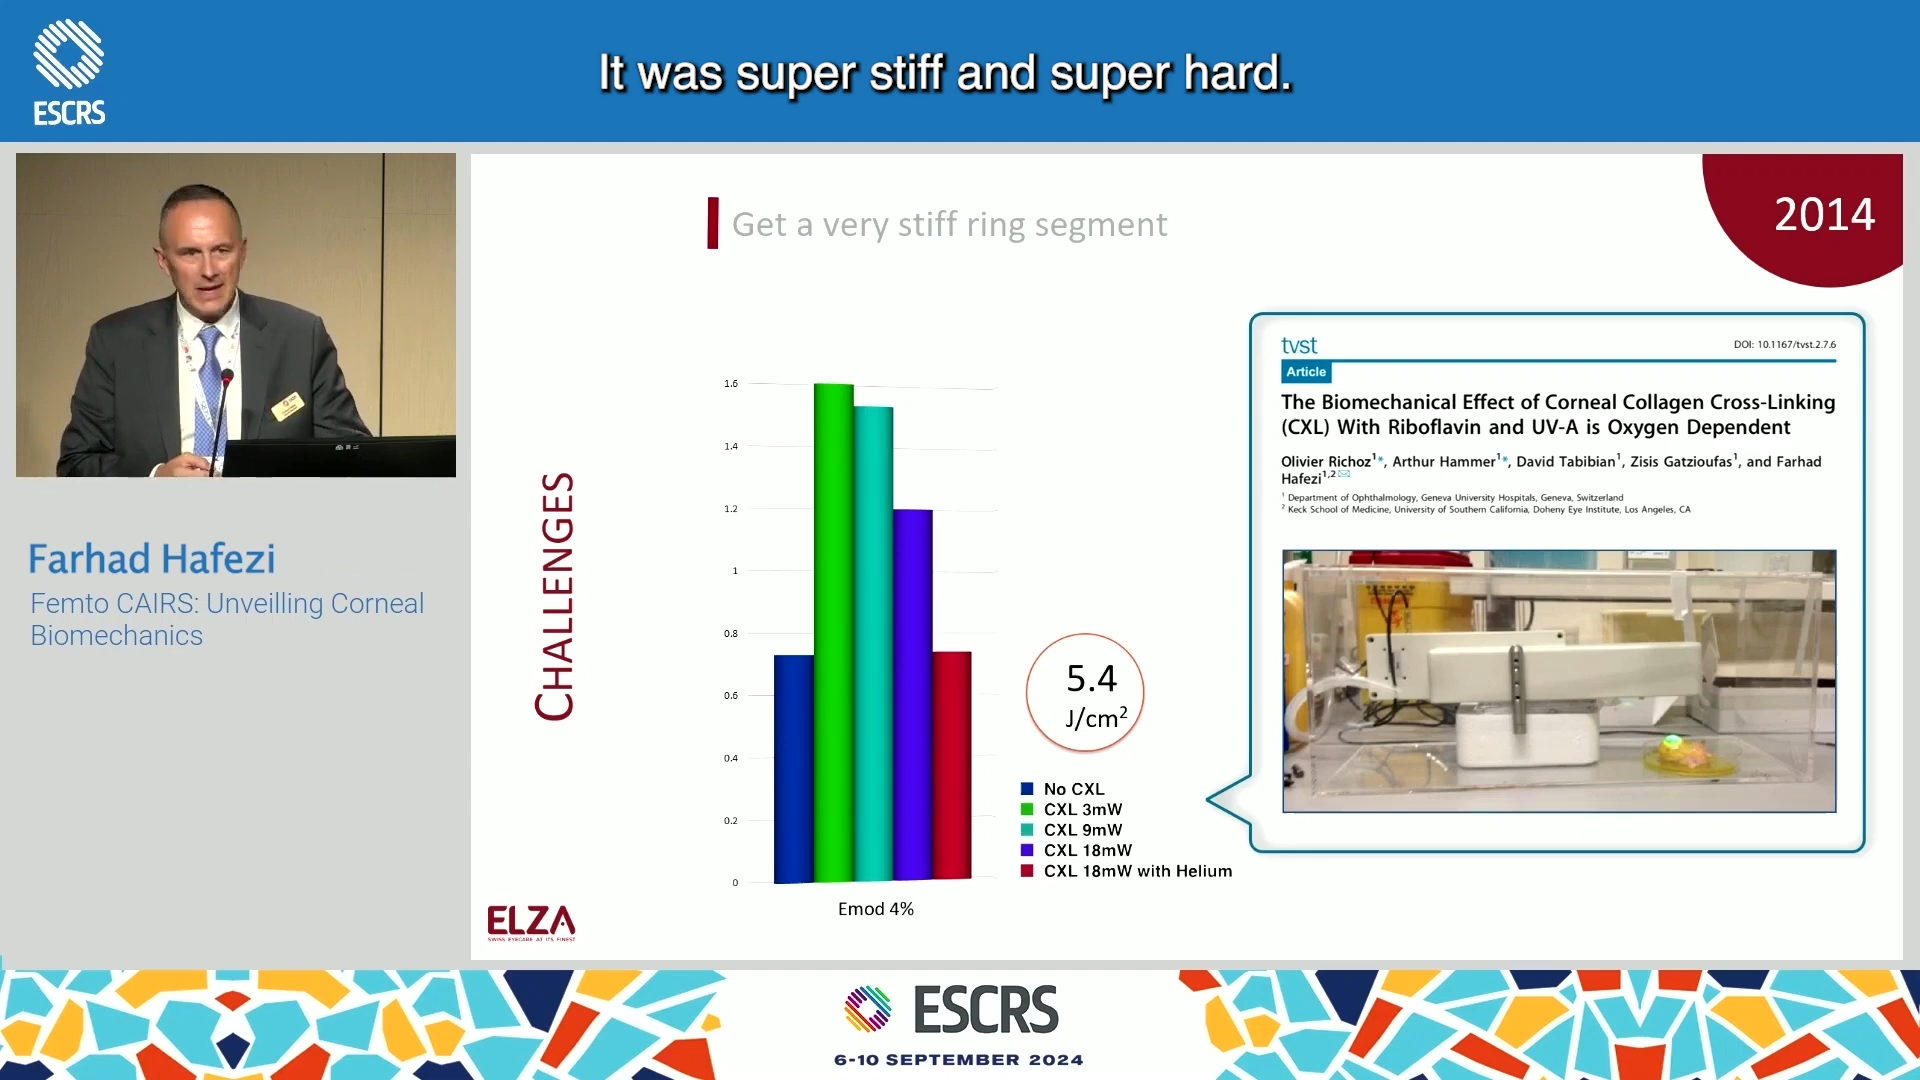 It was super stiff and super hard.
ESCRS
Get a very stiff ring segment
2014
CHALLENGES
1.6
1.4
1.2
1
0.8
0.6
0.4
0.2
0
Emod 4%
5.4
J/cm²
No CXL
CXL 3mW
CXL 9mW
CXL 18mW
CXL 18mW with Helium
tvst
DOI: 10.1167/tvst.2.7.6
Article
The Biomechanical Effect of Corneal Collagen Cross-Linking
(CXL) With Riboflavin and UV-A is Oxygen Dependent
Olivier Richoz¹*, Arthur Hammer¹*, David Tabibian¹, Zisis Gatzioufas¹, and Farhad
Hafezi¹,²
¹ Department of Ophthalmology, Geneva University Hospitals, Geneva, Switzerland
² Keck School of Medicine, University of Southern California, Doheny Eye Institute, Los Angeles, CA
Farhad Hafezi
Femto CAIRS: Unveilling Corneal
Biomechanics
ELZA
SWISS EYECARE AT ITS FINEST
ESCRS
6-10 SEPTEMBER 2024